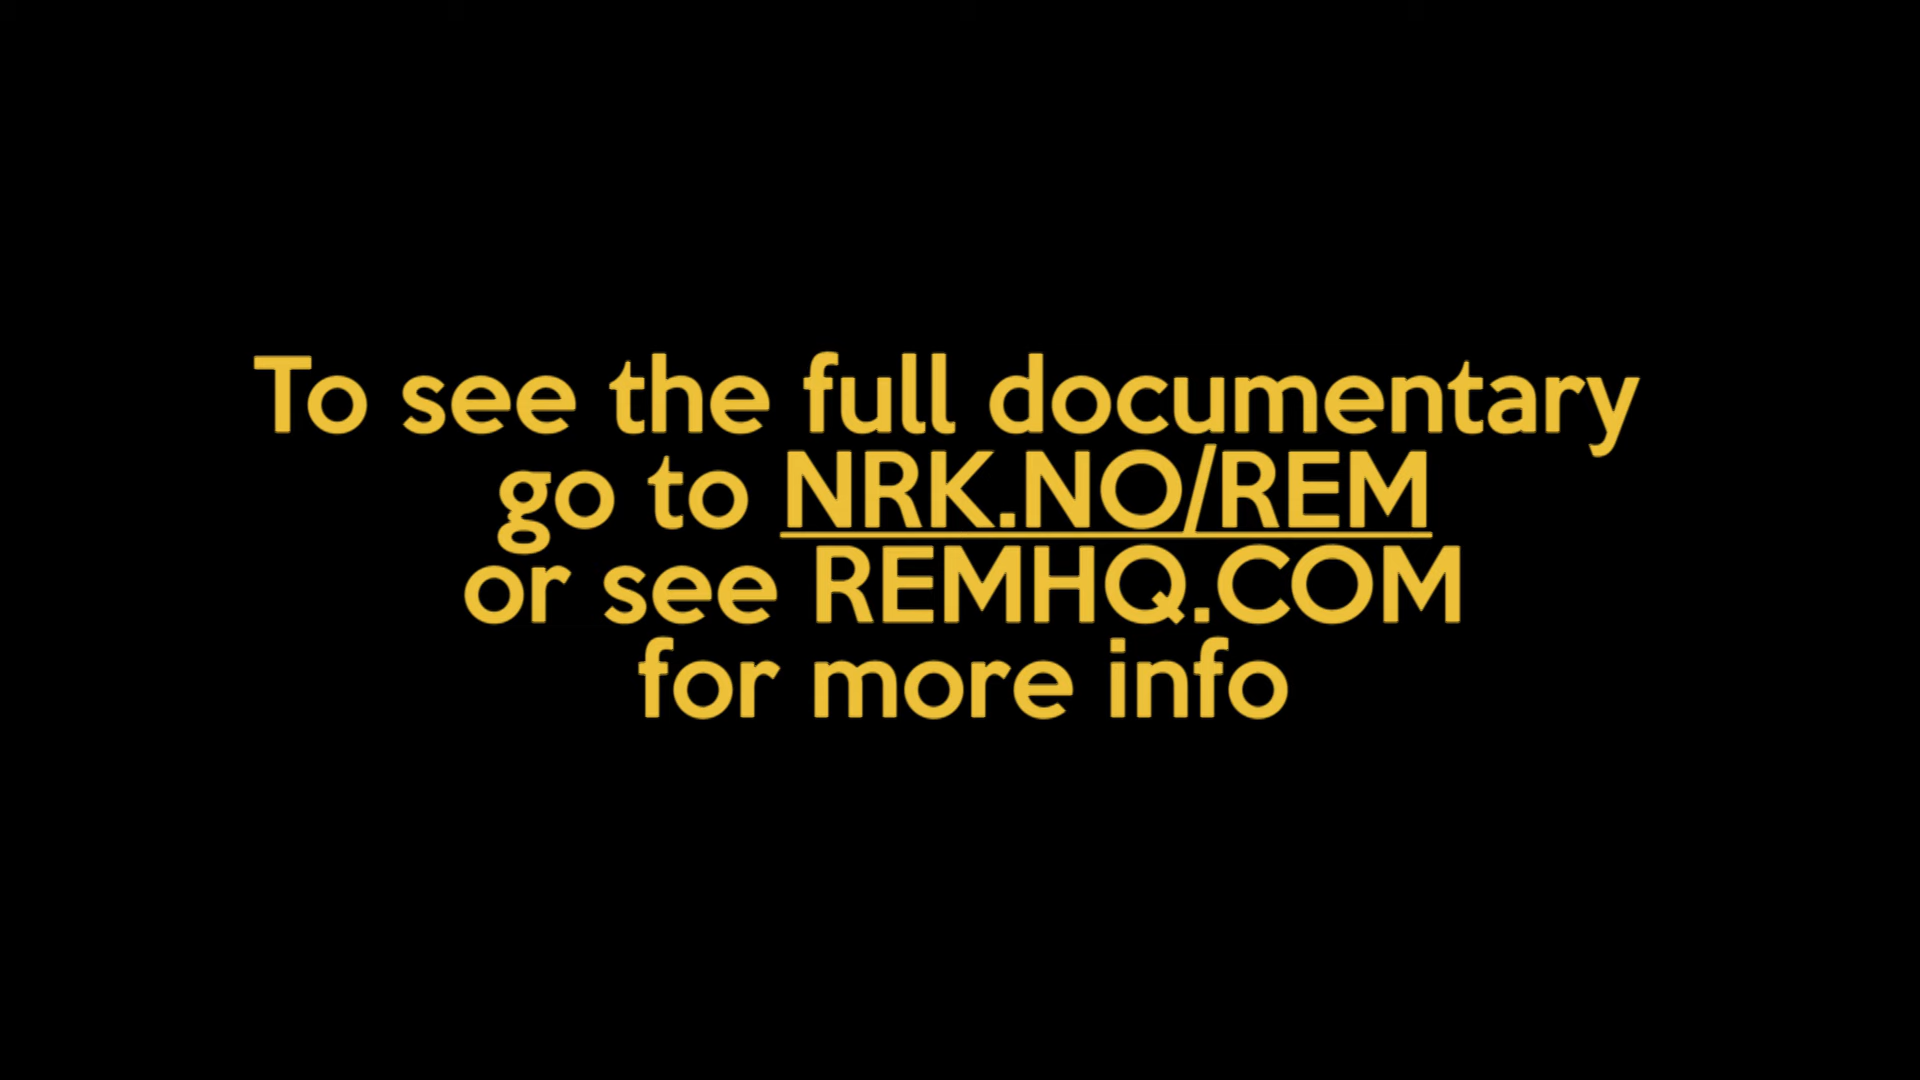 To see the full documentary
go to NRK.NO/REM
or see REMHQ.COM
for more info